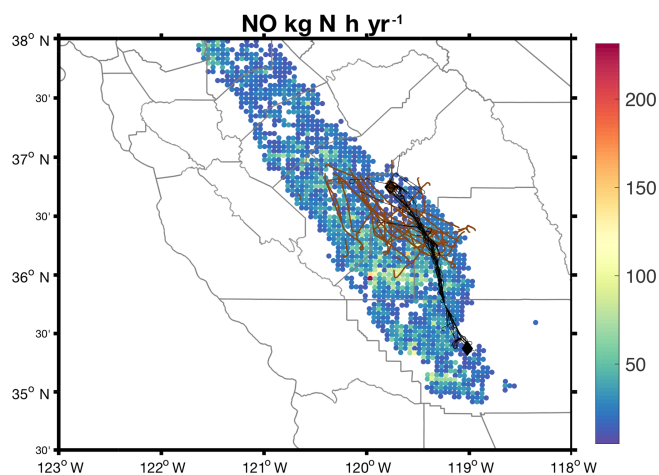 NO kg N h yr-1
38° N
30'
37° N
30'
36° N
30'
35° N
30'
123° W
122° W
121° W
120° W
119° W
118° W
200
150
100
50